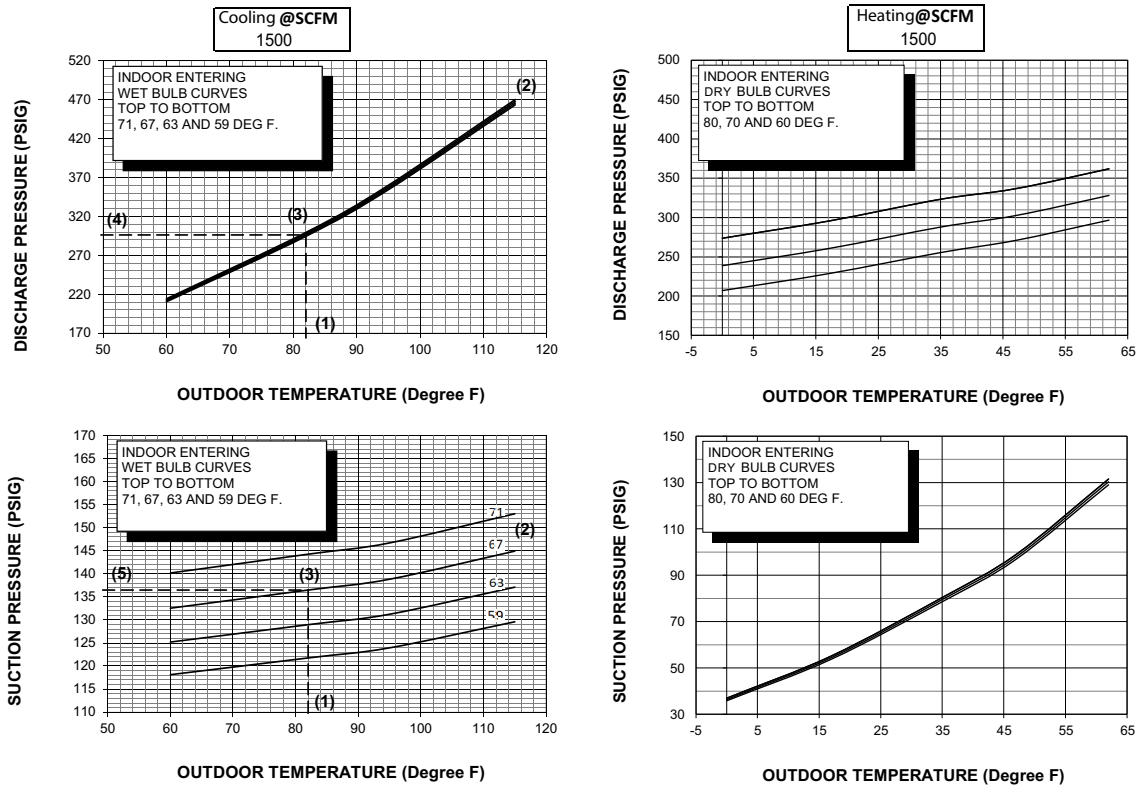 Cooling @SCFM
1500
DISCHARGE PRESSURE (PSIG)
520
470
420
370
320
270
220
170
INDOOR ENTERING
WET BULB CURVES
TOP TO BOTTOM
71, 67, 63 AND 59 DEG F.
(2)
(3)
(4)
(1)
50 60 70 80 90 100 110 120
OUTDOOR TEMPERATURE (Degree F)
Heating@SCFM
1500
DISCHARGE PRESSURE (PSIG)
500
450
400
350
300
250
200
150
INDOOR ENTERING
DRY BULB CURVES
TOP TO BOTTOM
80, 70 AND 60 DEG F.
-5 5 15 25 35 45 55 65
OUTDOOR TEMPERATURE (Degree F)
SUCTION PRESSURE (PSIG)
170
165
160
155
150
145
140
135
130
125
120
115
110
INDOOR ENTERING
WET BULB CURVES
TOP TO BOTTOM
71, 67, 63 AND 59 DEG F.
71
(2)
67
(5)
(3)
63
59
(1)
50 60 70 80 90 100 110 120
OUTDOOR TEMPERATURE (Degree F)
SUCTION PRESSURE (PSIG)
150
130
110
90
70
50
30
INDOOR ENTERING
DRY BULB CURVES
TOP TO BOTTOM
80, 70 AND 60 DEG F.
-5 5 15 25 35 45 55 65
OUTDOOR TEMPERATURE (Degree F)